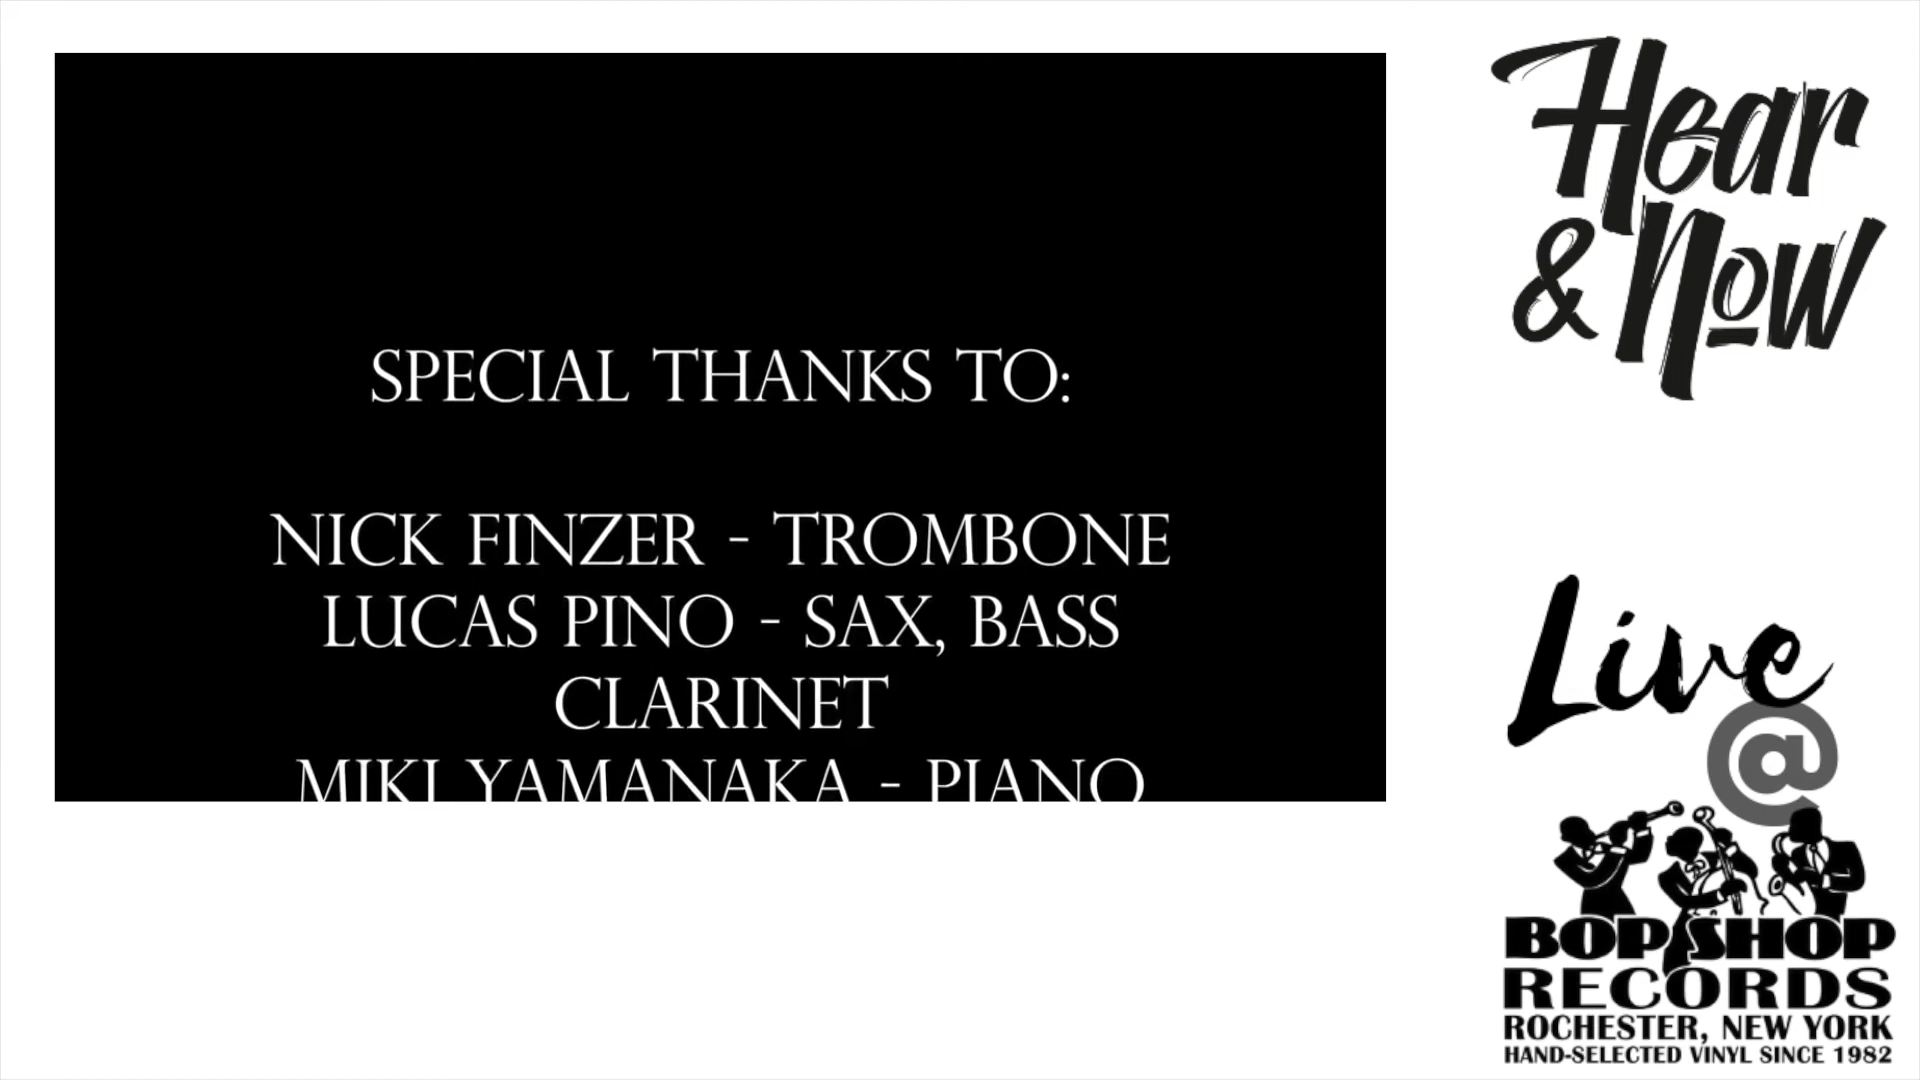 SPECIAL THANKS TO:
NICK FINZER - TROMBONE
LUCAS PINO - SAX, BASS
CLARINET
MIKI YAMANAKA - PIANO
Hear
& Now
Live
@
BOP SHOP
RECORDS
ROCHESTER, NEW YORK
HAND-SELECTED VINYL SINCE 1982